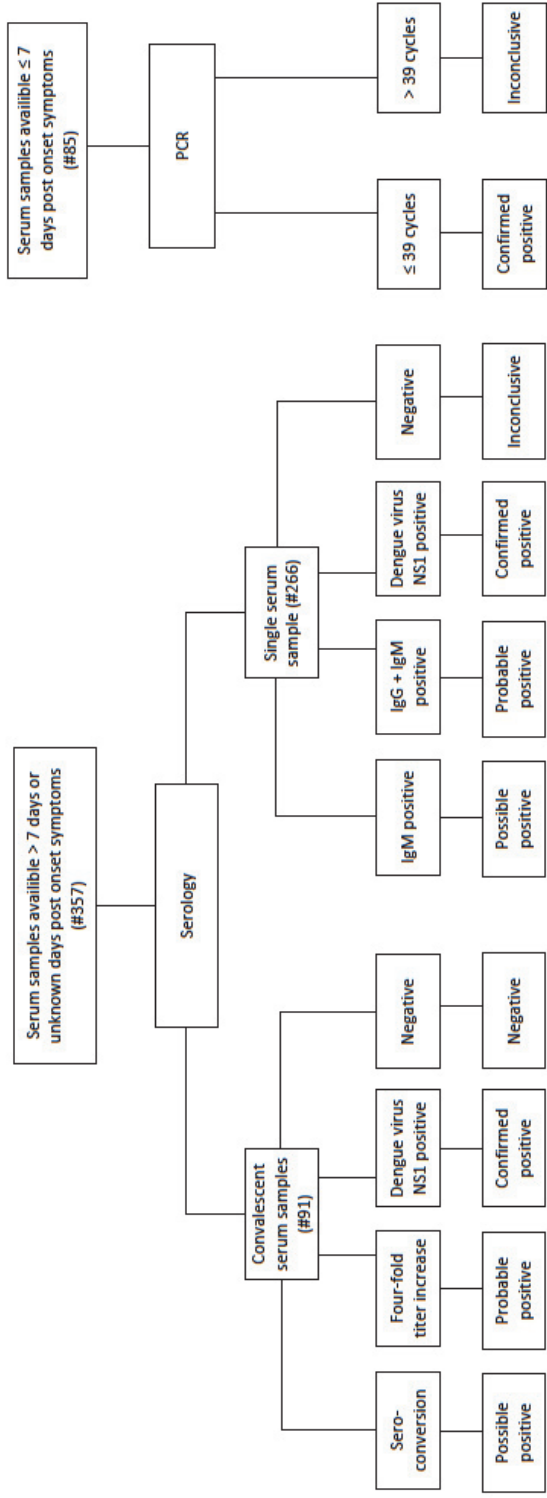 Serum samples availible > 7 days or
unknown days post onset symptoms
(#357)
Serology
Convalescent
serum samples
(#91)
Sero-
conversion
Possible
positive
Four-fold
titer increase
Probable
positive
Dengue virus
NS1 positive
Confirmed
positive
Negative
Negative
Single serum
sample (#266)
IgM positive
Possible
positive
IgG + IgM
positive
Probable
positive
Dengue virus
NS1 positive
Confirmed
positive
Negative
Inconclusive
Serum samples availible ≤ 7
days post onset symptoms
(#85)
PCR
≤ 39 cycles
Confirmed
positive
> 39 cycles
Inconclusive